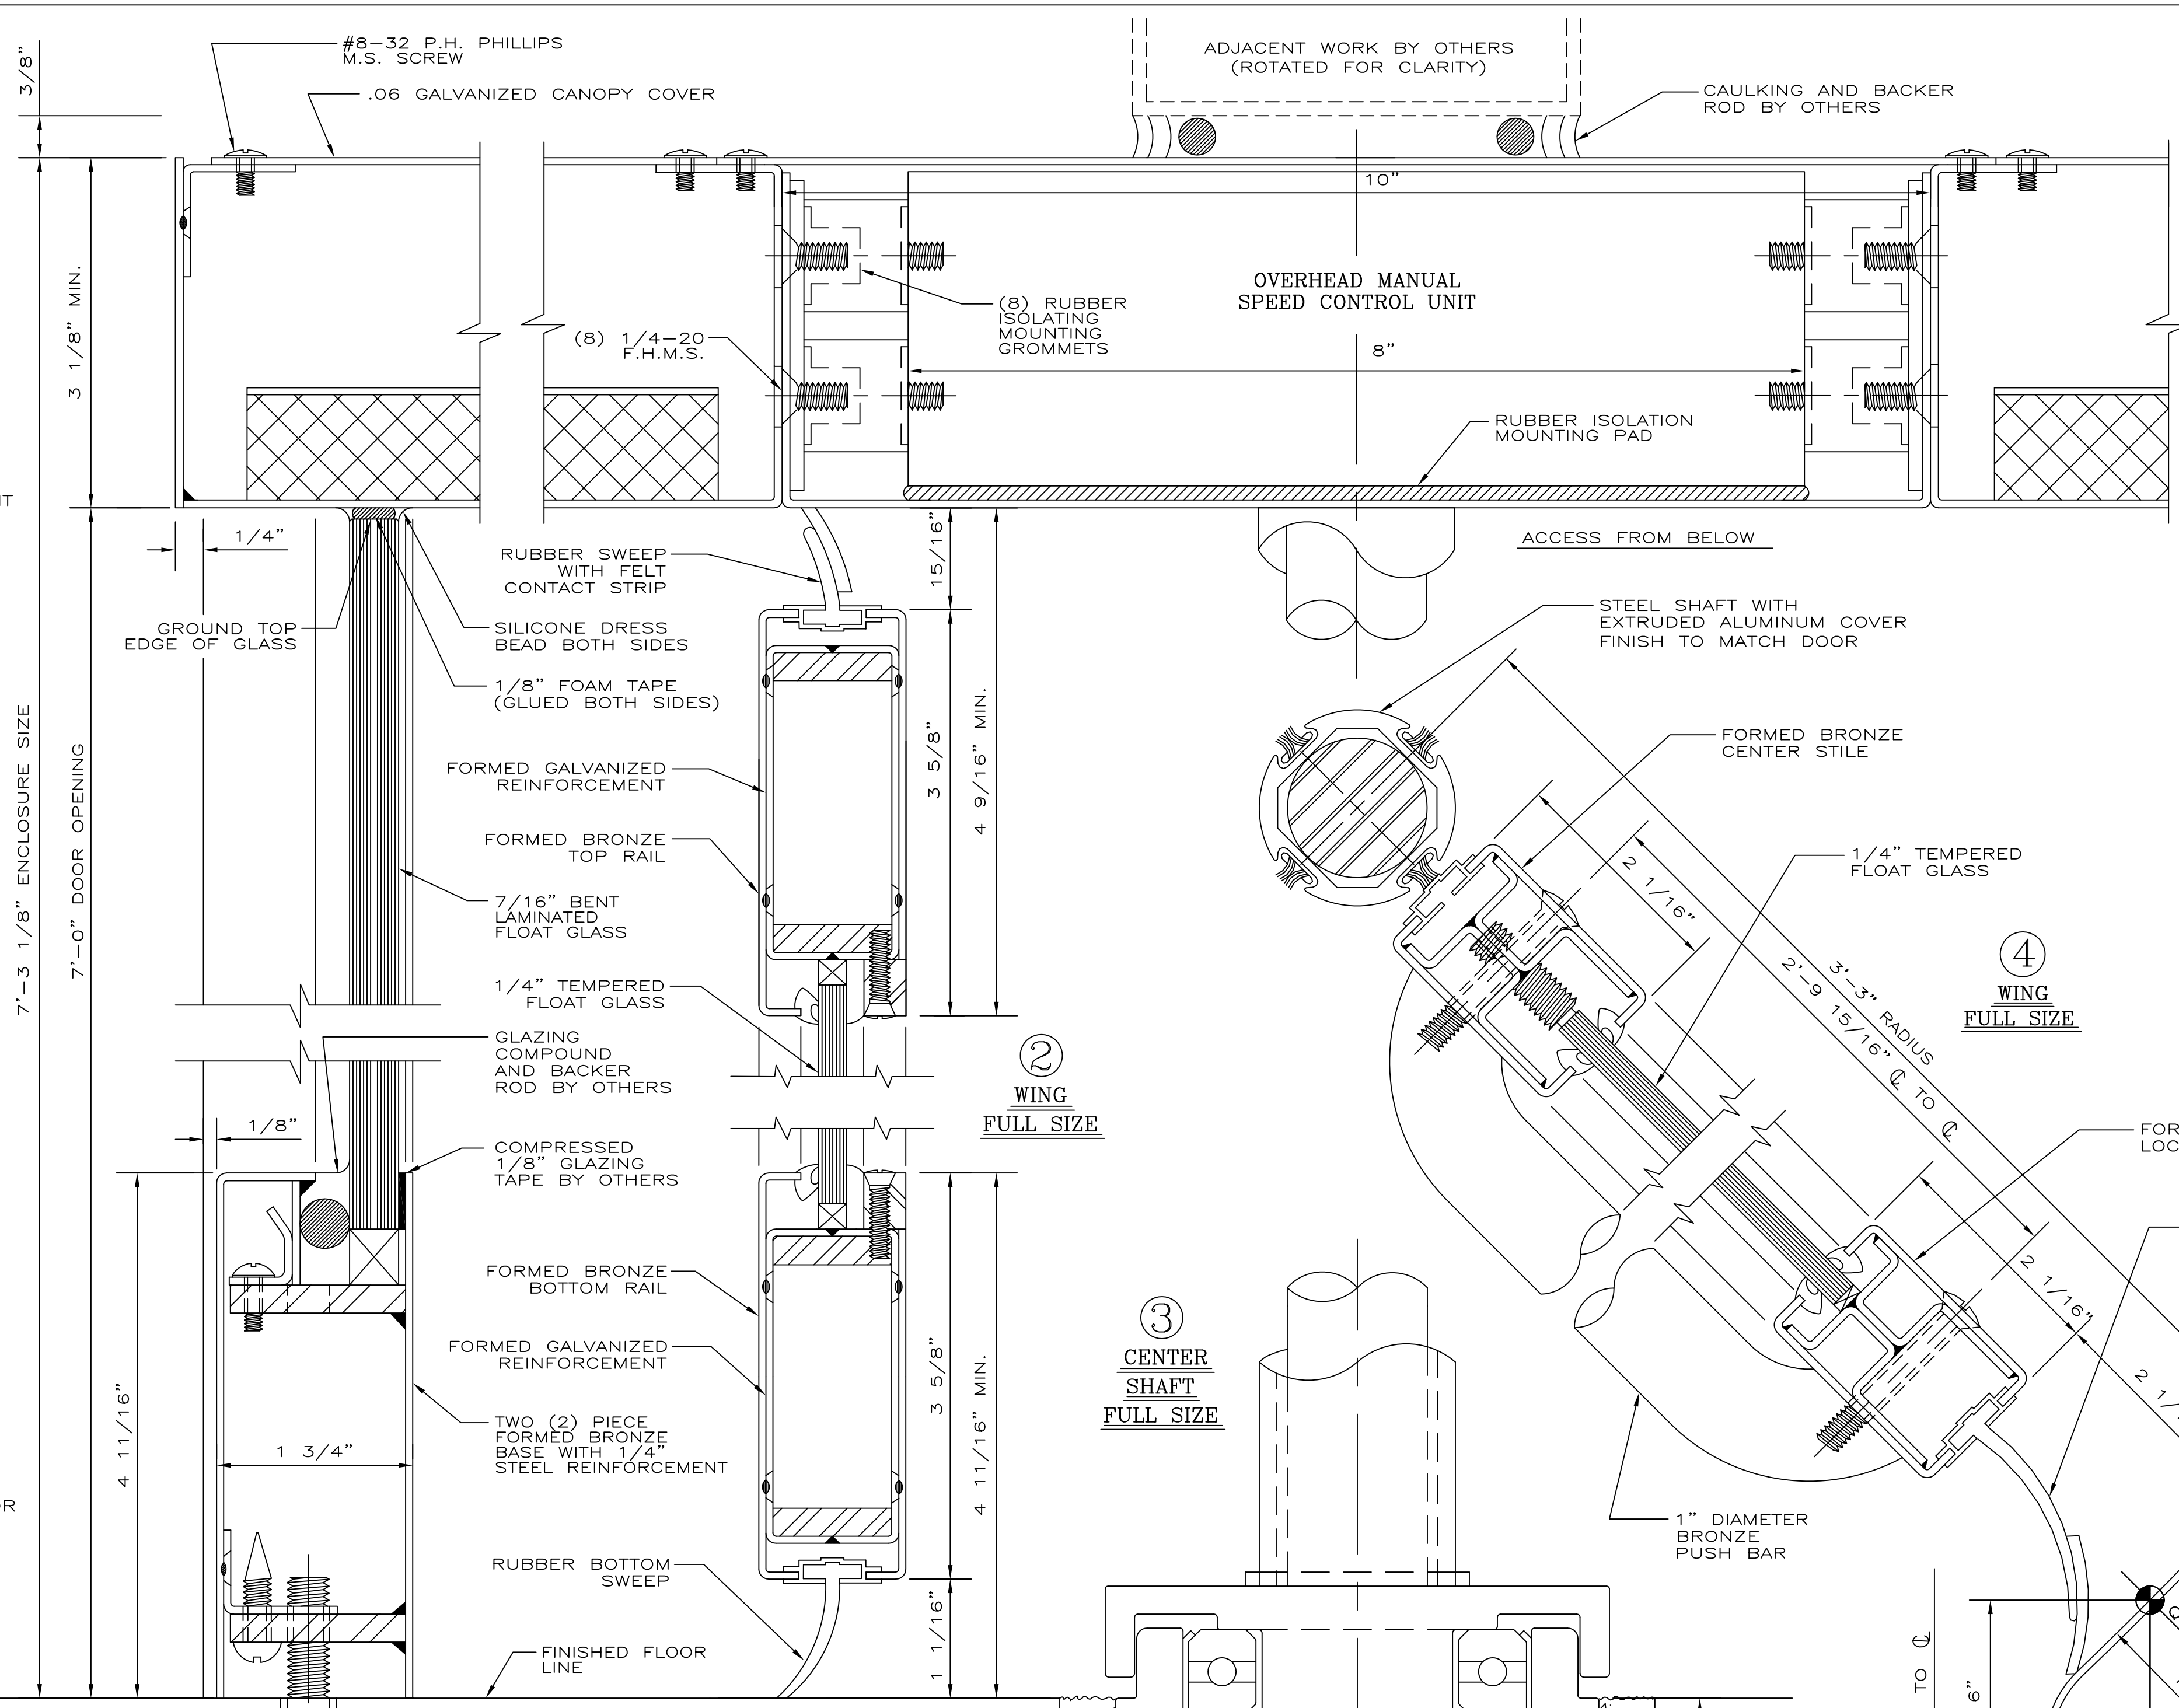 3/8"
#8-32 P.H. PHILLIPS
M.S. SCREW
.06 GALVANIZED CANOPY COVER
ADJACENT WORK BY OTHERS
(ROTATED FOR CLARITY)
CAULKING AND BACKER
ROD BY OTHERS
3 1/8" MIN.
10"
OVERHEAD MANUAL
SPEED CONTROL UNIT
(8) RUBBER
ISOLATING
MOUNTING
GROMMETS
(8) 1/4-20
F.H.M.S.
8"
RUBBER ISOLATION
MOUNTING PAD
1/4"
RUBBER SWEEP
WITH FELT
CONTACT STRIP
15/16"
ACCESS FROM BELOW
GROUND TOP
EDGE OF GLASS
SILICONE DRESS
BEAD BOTH SIDES
1/8" FOAM TAPE
(GLUED BOTH SIDES)
STEEL SHAFT WITH
EXTRUDED ALUMINUM COVER
FINISH TO MATCH DOOR
7'-3 1/8" ENCLOSURE SIZE
7'-0" DOOR OPENING
FORMED GALVANIZED
REINFORCEMENT
3 5/8"
4 9/16" MIN.
FORMED BRONZE
CENTER STILE
FORMED BRONZE
TOP RAIL
1/4" TEMPERED
FLOAT GLASS
2 1/16"
7/16" BENT
LAMINATED
FLOAT GLASS
1/4" TEMPERED
FLOAT GLASS
3'-3" RADIUS
2'-9 15/16" ℄ TO ℄
4
WING
FULL SIZE
GLAZING
COMPOUND
AND BACKER
ROD BY OTHERS
2
WING
FULL SIZE
1/8"
COMPRESSED
1/8" GLAZING
TAPE BY OTHERS
FORMED BRONZE
BOTTOM RAIL
FORMED GALVANIZED
REINFORCEMENT
3 5/8"
4 11/16" MIN.
3
CENTER
SHAFT
FULL SIZE
2 1/16"
4 11/16"
1 3/4"
TWO (2) PIECE
FORMED BRONZE
BASE WITH 1/4"
STEEL REINFORCEMENT
1" DIAMETER
BRONZE
PUSH BAR
RUBBER BOTTOM
SWEEP
1 1/16"
FINISHED FLOOR
LINE
TO ℄
6"